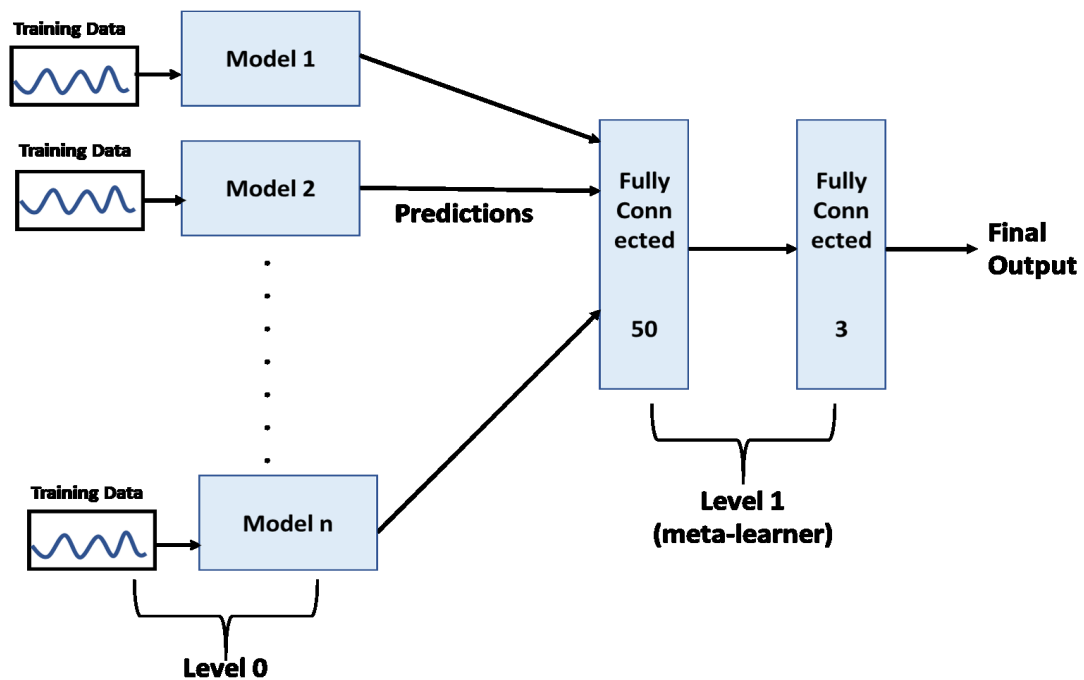 Training Data
Model 1
Training Data
Model 2
Predictions
Fully
Conn
ected
50
Fully
Conn
ected
3
Final
Output
Training Data
Model n
Level 1
(meta-learner)
Level 0